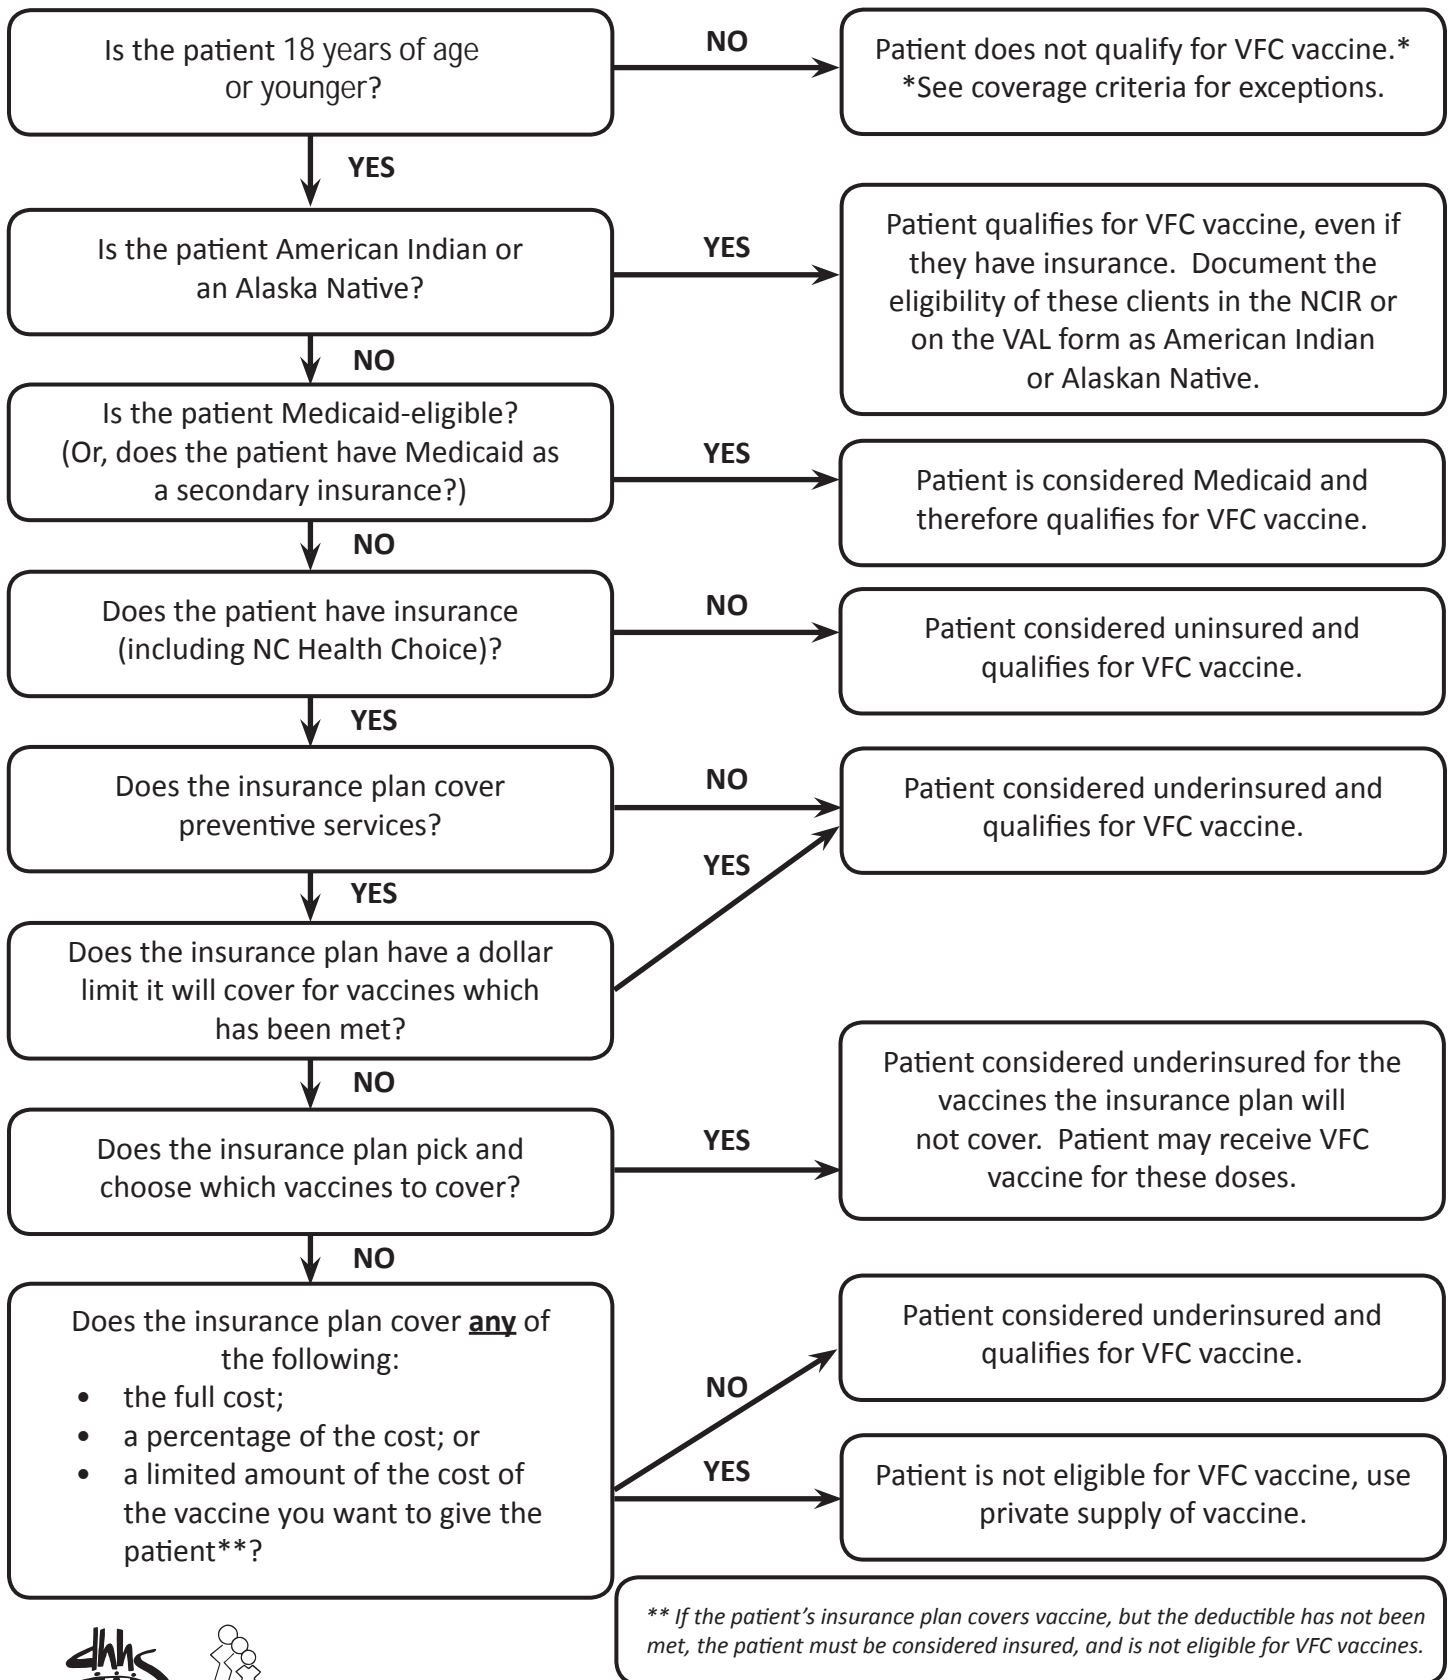 Is the patient 18 years of age
or younger?
NO
Patient does not qualify for VFC vaccine.*
*See coverage criteria for exceptions.
YES
Is the patient American Indian or
an Alaska Native?
YES
Patient qualifies for VFC vaccine, even if
they have insurance. Document the
eligibility of these clients in the NCIR or
on the VAL form as American Indian
or Alaskan Native.
NO
Is the patient Medicaid-eligible?
(Or, does the patient have Medicaid as
a secondary insurance?)
YES
Patient is considered Medicaid and
therefore qualifies for VFC vaccine.
NO
Does the patient have insurance
(including NC Health Choice)?
NO
Patient considered uninsured and
qualifies for VFC vaccine.
YES
Does the insurance plan cover
preventive services?
NO
Patient considered underinsured and
qualifies for VFC vaccine.
YES
YES
Does the insurance plan have a dollar
limit it will cover for vaccines which
has been met?
NO
Does the insurance plan pick and
choose which vaccines to cover?
YES
Patient considered underinsured for the
vaccines the insurance plan will
not cover. Patient may receive VFC
vaccine for these doses.
NO
Does the insurance plan cover any of
the following:
• the full cost;
• a percentage of the cost; or
• a limited amount of the cost of
the vaccine you want to give the
patient**?
NO
Patient considered underinsured and
qualifies for VFC vaccine.
YES
Patient is not eligible for VFC vaccine, use
private supply of vaccine.
** If the patient's insurance plan covers vaccine, but the deductible has not been
met, the patient must be considered insured, and is not eligible for VFC vaccines.
dhhs